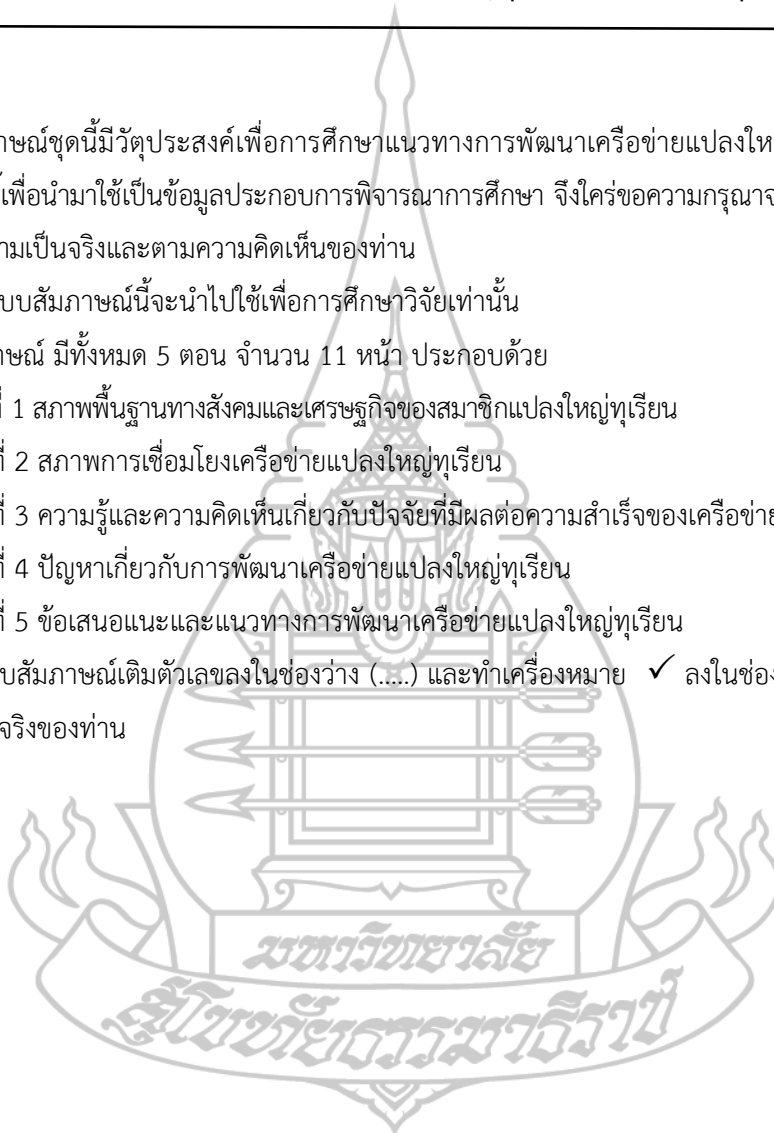 าษณ์ชุดนี้มีวัตุประสงค์เพื่อการศึกษาแนวทางการพัฒนาเครือข่ายแปลงให
เพื่อนำมาใช้เป็นข้อมูลประกอบการพิจารณาการศึกษา จึงใคร่ขอความกรุณาจ
ามเป็นจริงและตามความคิดเห็นของท่าน
บบสัมภาษณ์นี้จะนำไปใช้เพื่อการศึกษาวิจัยเท่านั้น
าษณ์ มีทั้งหมด 5 ตอน จำนวน 11 หน้า ประกอบด้วย
ที่ 1 สภาพพื้นฐานทางสังคมและเศรษฐกิจของสมาชิกแปลงใหญ่ทุเรียน
ที่ 2 สภาพการเชื่อมโยงเครือข่ายแปลงใหญ่ทุเรียน
ที่ 3 ความรู้และความคิดเห็นเกี่ยวกับปัจจัยที่มีผลต่อความสำเร็จของเครือข่าย
ที่ 4 ปัญหาเกี่ยวกับการพัฒนาเครือข่ายแปลงใหญ่ทุเรียน
ที่ 5 ข้อเสนอแนะและแนวทางการพัฒนาเครือข่ายแปลงใหญ่ทุเรียน
บสัมภาษณ์เติมตัวเลขลงในช่องว่าง (.....) และทำเครื่องหมาย ✓ ลงในช่อง
จริงของท่าน
มหาวิทยาลัย
สุโขทัยธรรมาธิราช